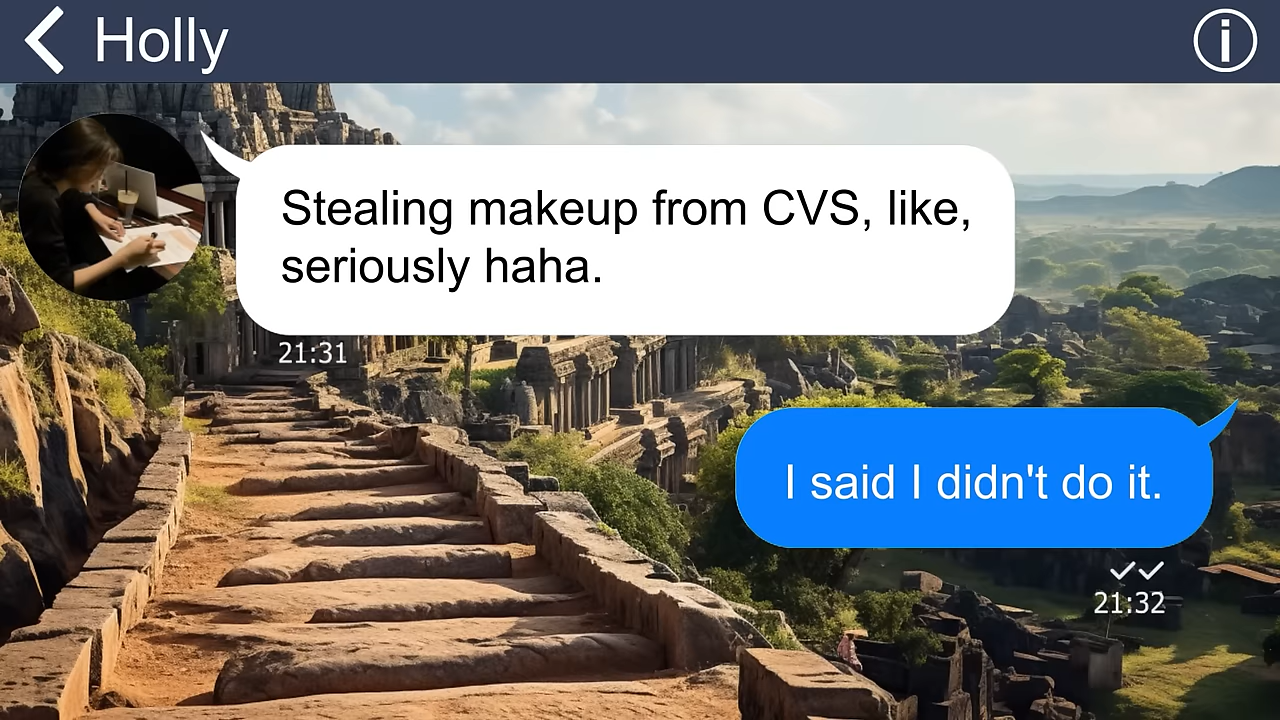 Holly
Stealing makeup from CVS, like,
seriously haha.
21:31
I said I didn't do it.
21:32